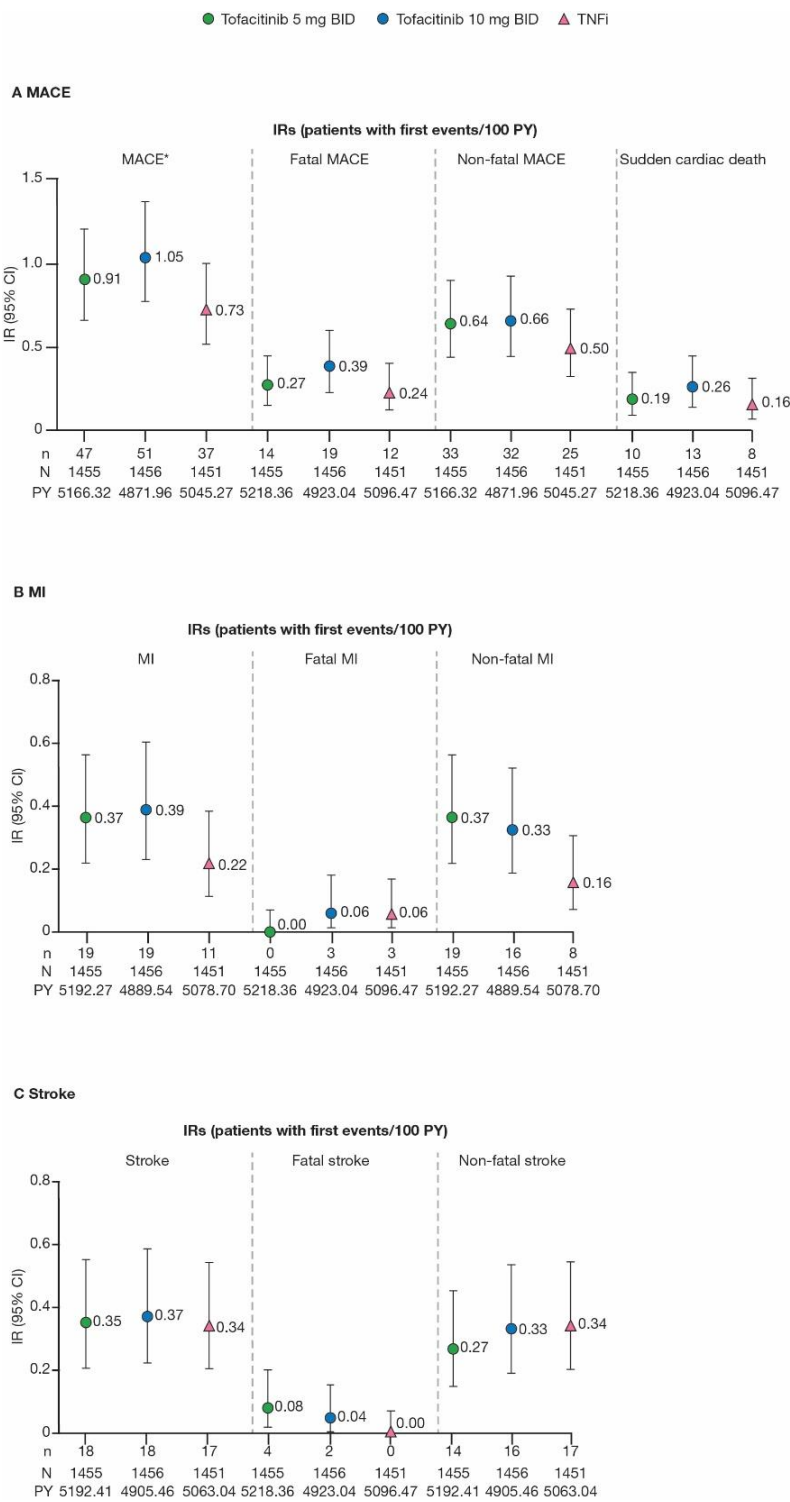 Tofacitinib 5 mg BID Tofacitinib 10 mg BID TNFi
A MACE
IRs (patients with first events/100 PY)
MACE* Fatal MACE Non-fatal MACE Sudden cardiac death
IR (95% CI)
1.5
1.0
0.5
0
0.91 1.05 0.73 0.27 0.39 0.24 0.64 0.66 0.50 0.19 0.26 0.16
n 47 51 37 14 19 12 33 32 25 10 13 8
N 1455 1456 1451 1455 1456 1451 1455 1456 1451 1455 1456 1451
PY 5166.32 4871.96 5045.27 5218.36 4923.04 5096.47 5166.32 4871.96 5045.27 5218.36 4923.04 5096.47
B MI
IRs (patients with first events/100 PY)
MI Fatal MI Non-fatal MI
IR (95% CI)
0.8
0.6
0.4
0.2
0
0.37 0.39 0.22 0.00 0.06 0.06 0.37 0.33 0.16
n 19 19 11 0 3 3 19 16 8
N 1455 1456 1451 1455 1456 1451 1455 1456 1451
PY 5192.27 4889.54 5078.70 5218.36 4923.04 5096.47 5192.27 4889.54 5078.70
C Stroke
IRs (patients with first events/100 PY)
Stroke Fatal stroke Non-fatal stroke
IR (95% CI)
0.8
0.6
0.4
0.2
0
0.35 0.37 0.34 0.08 0.04 0.00 0.27 0.33 0.34
n 18 18 17 4 2 0 14 16 17
N 1455 1456 1451 1455 1456 1451 1455 1456 1451
PY 5192.41 4905.46 5063.04 5218.36 4923.04 5096.47 5192.41 4905.46 5063.04